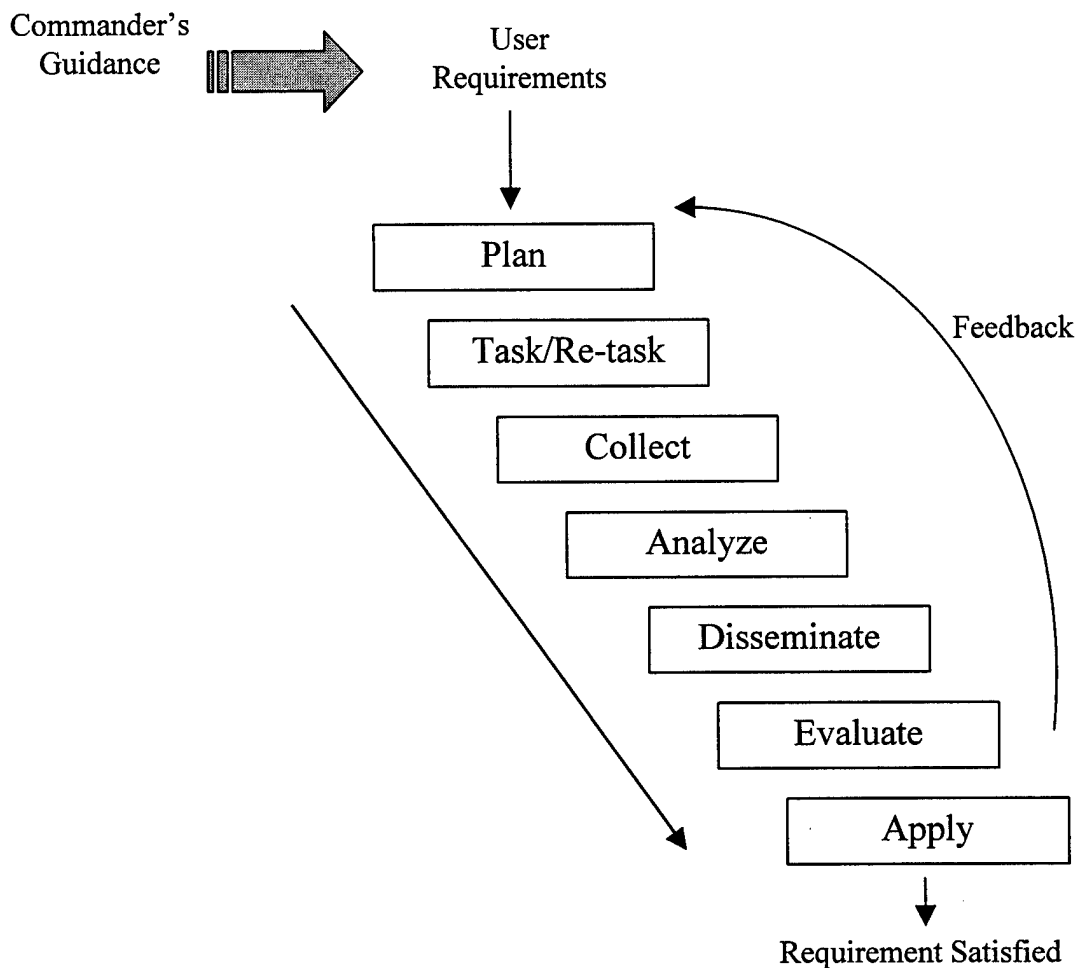 Commander's
Guidance
User
Requirements
Plan
Task/Re-task
Feedback
Collect
Analyze
Disseminate
Evaluate
Apply
Requirement Satisfied